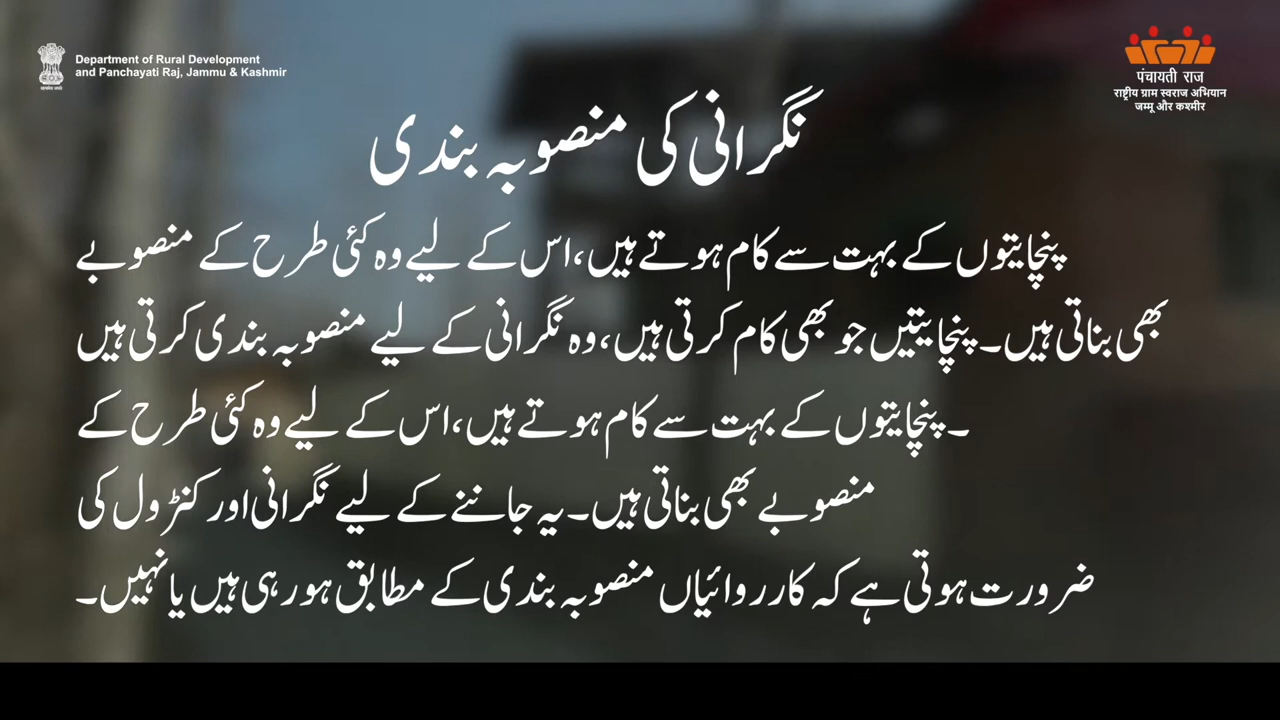 Department of Rural Development
and Panchayati Raj, Jammu & Kashmir
पंचायती राज
राष्ट्रीय ग्राम स्वराज अभियान
जम्मू और कश्मीर
نگرانی کی منصوبہ بندی
پنچایتوں کے بہت سے کام ہوتے ہیں،اس کے لیے وہ کئی طرح کے منصوبے
بھی بناتی ہیں۔ پنچایتیں جو بھی کام کرتی ہیں،وہ نگرانی کے لیے منصوبہ بندی کرتی ہیں
۔پنچایتوں کے بہت سے کام ہوتے ہیں،اس کے لیے وہ کئی طرح کے
منصوبے بھی بناتی ہیں۔یہ جاننے کے لیے نگرانی اور کنڑول کی
ضرورت ہوتی ہے کہ کارروائیاں منصوبہ بندی کے مطابق ہو رہی ہیں یا نہیں۔